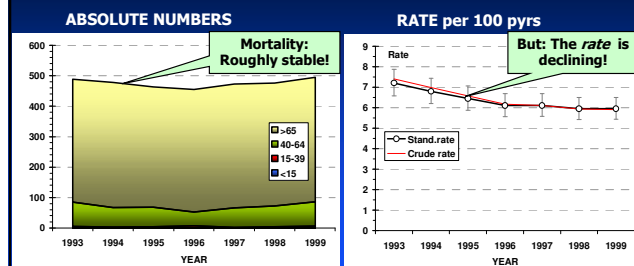 ABSOLUTE NUMBERS
Mortality:
Roughly stable!
600
500
400
300
200
100
0
>65
40-64
15-39
<15
1993 1994 1995 1996 1997 1998 1999
YEAR
RATE per 100 pyrs
But: The rate is
declining!
Rate
9
8
7
6
5
4
3
2
1
0
Stand.rate
Crude rate
1993 1994 1995 1996 1997 1998 1999
YEAR